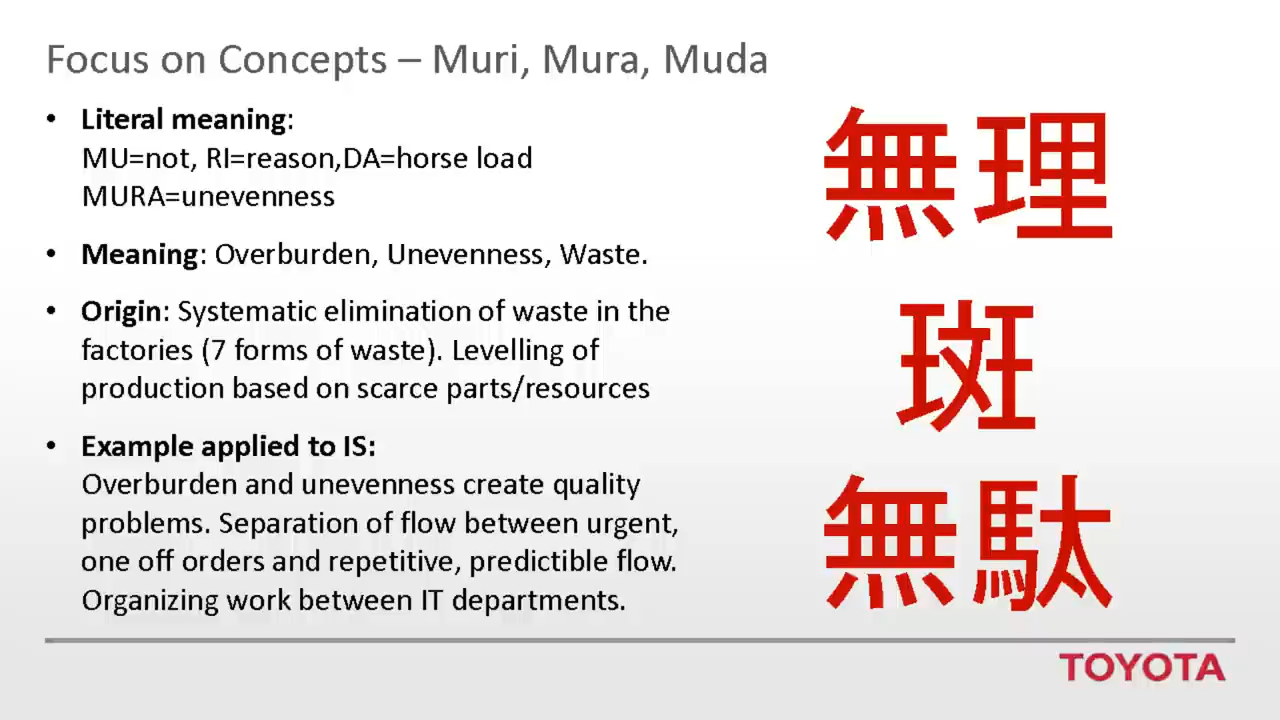 Focus on Concepts – Muri, Mura, Muda
• Literal meaning:
MU=not, RI=reason,DA=horse load
MURA=unevenness
• Meaning: Overburden, Unevenness, Waste.
• Origin: Systematic elimination of waste in the
factories (7 forms of waste). Levelling of
production based on scarce parts/resources
• Example applied to IS:
Overburden and unevenness create quality
problems. Separation of flow between urgent,
one off orders and repetitive, predictible flow.
Organizing work between IT departments.
無理
斑
無駄
TOYOTA